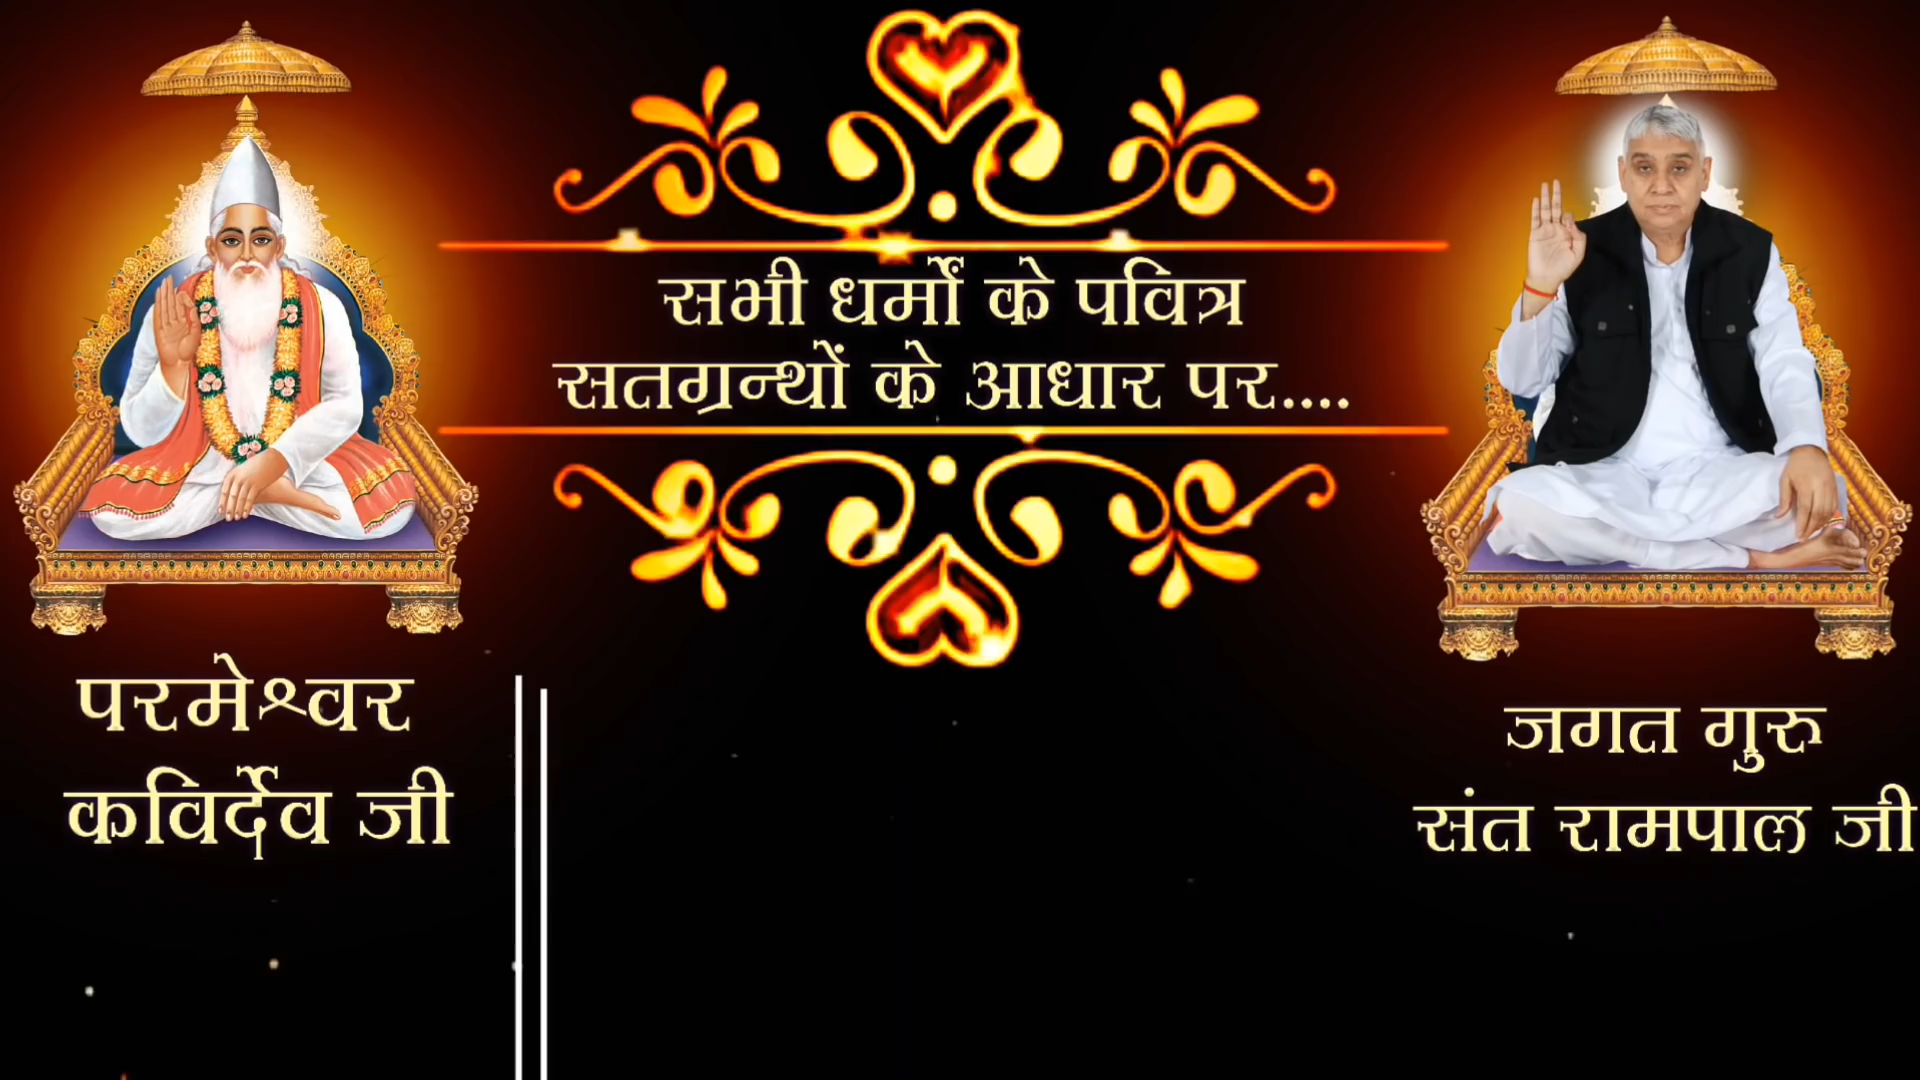 सभी धर्मों के पवित्र
सतग्रन्थों के आधार पर....
परमेश्वर
कविर्देव जी
जगत गुरु
संत रामपाल जी